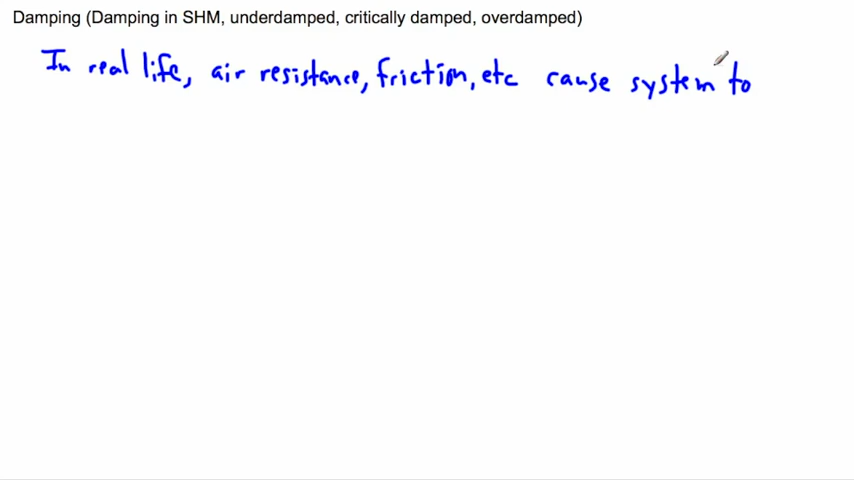 Damping (Damping in SHM, underdamped, critically damped, overdamped)
In real life, air resistance, friction, etc cause system to